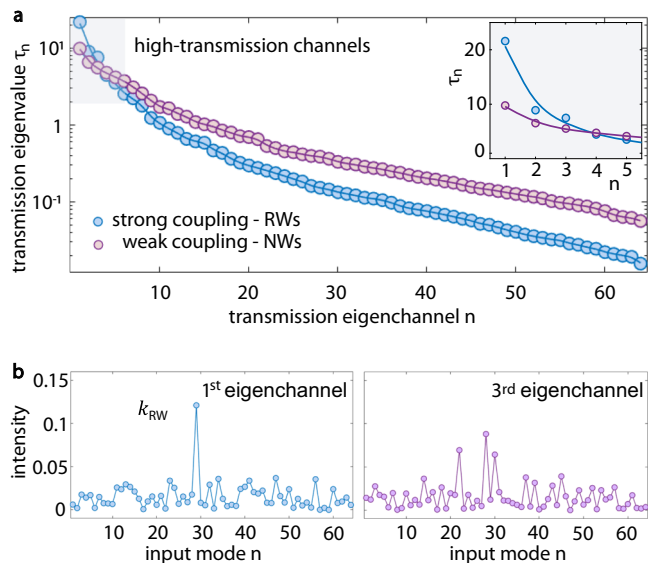 a
transmission eigenvalue τn
10¹
1
10⁻¹
high-transmission channels
strong coupling - RWs
weak coupling - NWs
10 20 30 40 50 60
transmission eigenchannel n
τn
20
10
0
1 2 3 4 5
n
b
intensity
0.15
0.1
0.05
0
1st eigenchannel
kRW
10 20 30 40 50 60
input mode n
3rd eigenchannel
10 20 30 40 50 60
input mode n